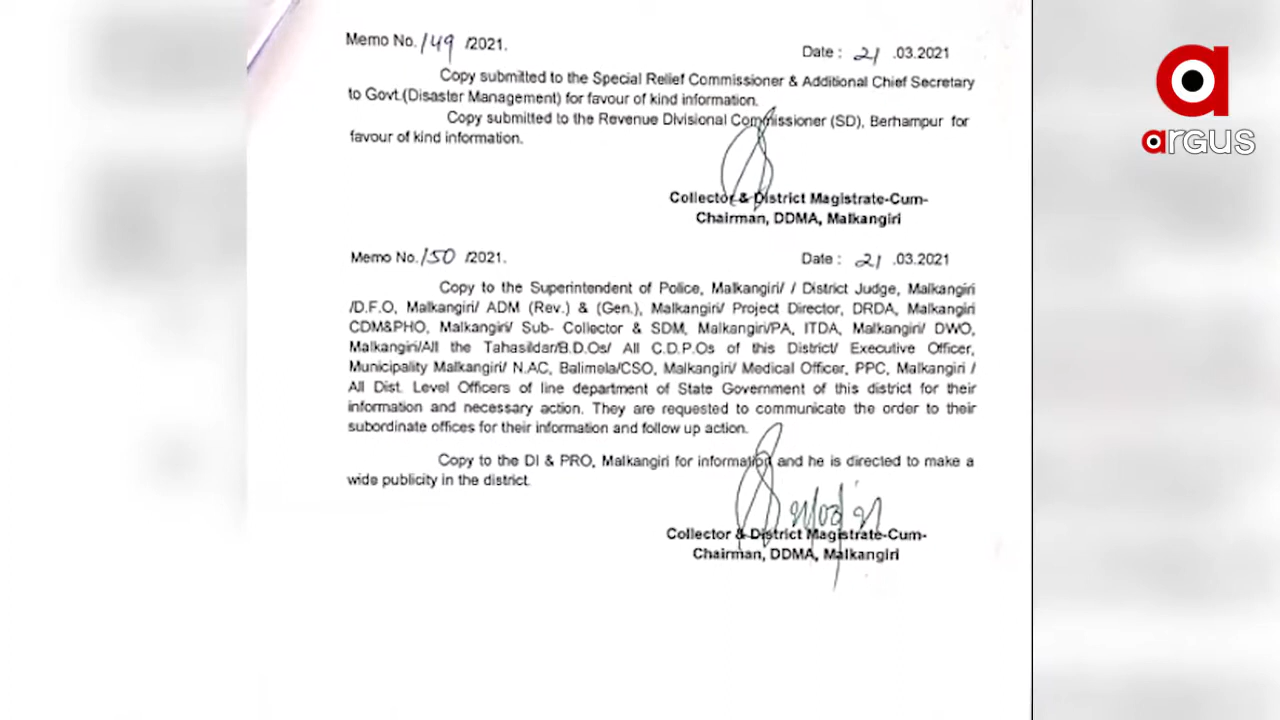 Memo No. 149 /2021.
Date : 21 .03.2021
Copy submitted to the Special Relief Commissioner & Additional Chief Secretary
to Govt.(Disaster Management) for favour of kind information.
Copy submitted to the Revenue Divisional Commissioner (SD), Berhampur for
favour of kind information.
Collector & District Magistrate-Cum-
Chairman, DDMA, Malkangiri
Memo No. 150 /2021.
Date : 21 .03.2021
Copy to the Superintendent of Police, Malkangiri/ / District Judge, Malkangiri
/D.F.O, Malkangiri/ ADM (Rev.) & (Gen.), Malkangiri/ Project Director, DRDA, Malkangiri
CDM&PHO, Malkangiri/ Sub- Collector & SDM, Malkangiri/PA, ITDA, Malkangiri/ DWO,
Malkangiri/All the Tahasildar/B.D.Os/ All C.D.P.Os of this District/ Executive Officer,
Municipality Malkangiri/ N.AC, Balimela/CSO, Malkangiri/ Medical Officer, PPC, Malkangiri /
All Dist. Level Officers of line department of State Government of this district for their
information and necessary action. They are requested to communicate the order to their
subordinate offices for their information and follow up action.
Copy to the DI & PRO, Malkangiri for information and he is directed to make a
wide publicity in the district.
21/03/21
Collector & District Magistrate-Cum-
Chairman, DDMA, Malkangiri
argus